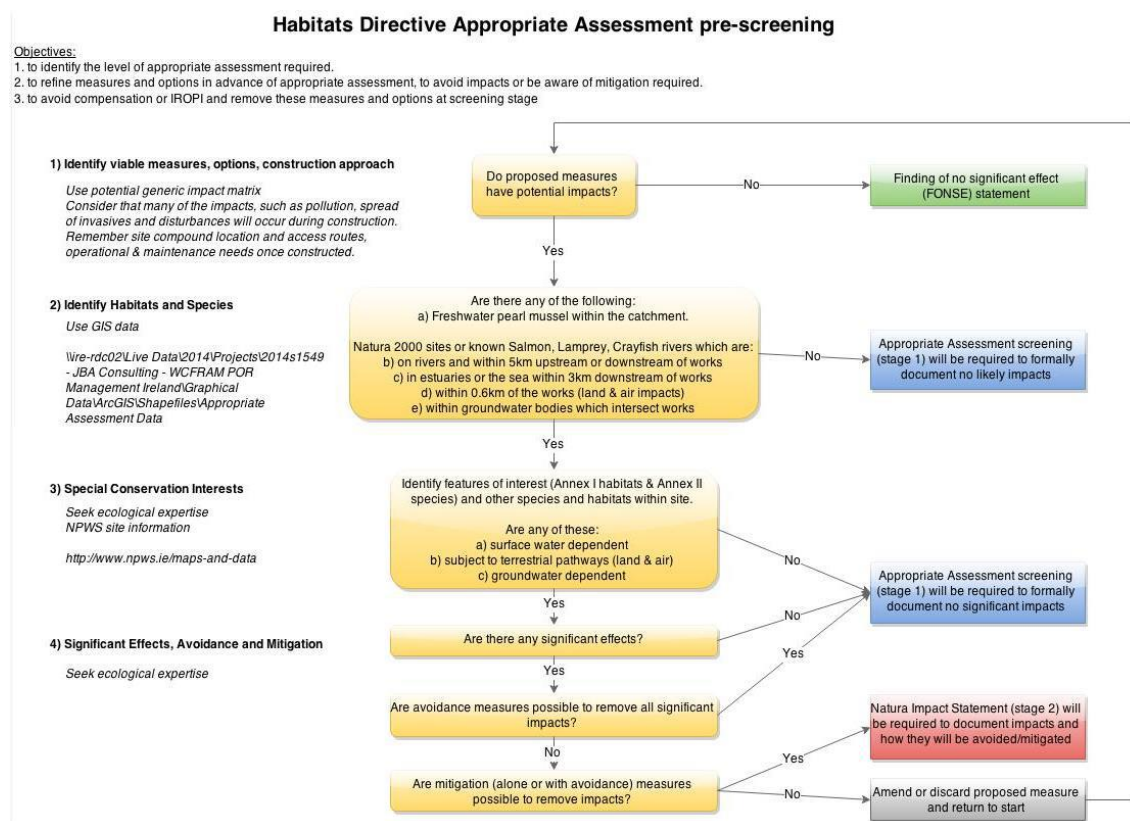 Habitats Directive Appropriate Assessment pre-screening
Objectives:
1. to identify the level of appropriate assessment required.
2. to refine measures and options in advance of appropriate assessment, to avoid impacts or be aware of mitigation required.
3. to avoid compensation or IROPI and remove these measures and options at screening stage
1) Identify viable measures, options, construction approach
Use potential generic impact matrix
Consider that many of the impacts, such as pollution, spread
of invasives and disturbances will occur during construction.
Remember site compound location and access routes,
operational & maintenance needs once constructed.
Do proposed measures
have potential impacts?
No
Finding of no significant effect
(FONSE) statement
Yes
2) Identify Habitats and Species
Use GIS data
\\ire-rdc02\Live Data\2014\Projects\2014s1549
- JBA Consulting - WCFRAM POR
Management Ireland\Graphical
Data\ArcGIS\Shapefiles\Appropriate
Assessment Data
Are there any of the following:
a) Freshwater pearl mussel within the catchment.
Natura 2000 sites or known Salmon, Lamprey, Crayfish rivers which are:
b) on rivers and within 5km upstream or downstream of works
c) in estuaries or the sea within 3km downstream of works
d) within 0.6km of the works (land & air impacts)
e) within groundwater bodies which intersect works
No
Appropriate Assessment screening
(stage 1) will be required to formally
document no likely impacts
Yes
3) Special Conservation Interests
Seek ecological expertise
NPWS site information
http://www.npws.ie/maps-and-data
Identify features of interest (Annex I habitats & Annex II
species) and other species and habitats within site.
Are any of these:
a) surface water dependent
b) subject to terrestrial pathways (land & air)
c) groundwater dependent
No
Appropriate Assessment screening
(stage 1) will be required to formally
document no significant impacts
Yes
4) Significant Effects, Avoidance and Mitigation
Seek ecological expertise
Are there any significant effects?
No
Yes
Are avoidance measures possible to remove all significant
impacts?
Yes
No
Are mitigation (alone or with avoidance) measures
possible to remove impacts?
Yes
Natura Impact Statement (stage 2) will
be required to document impacts and
how they will be avoided/mitigated
No
Amend or discard proposed measure
and return to start